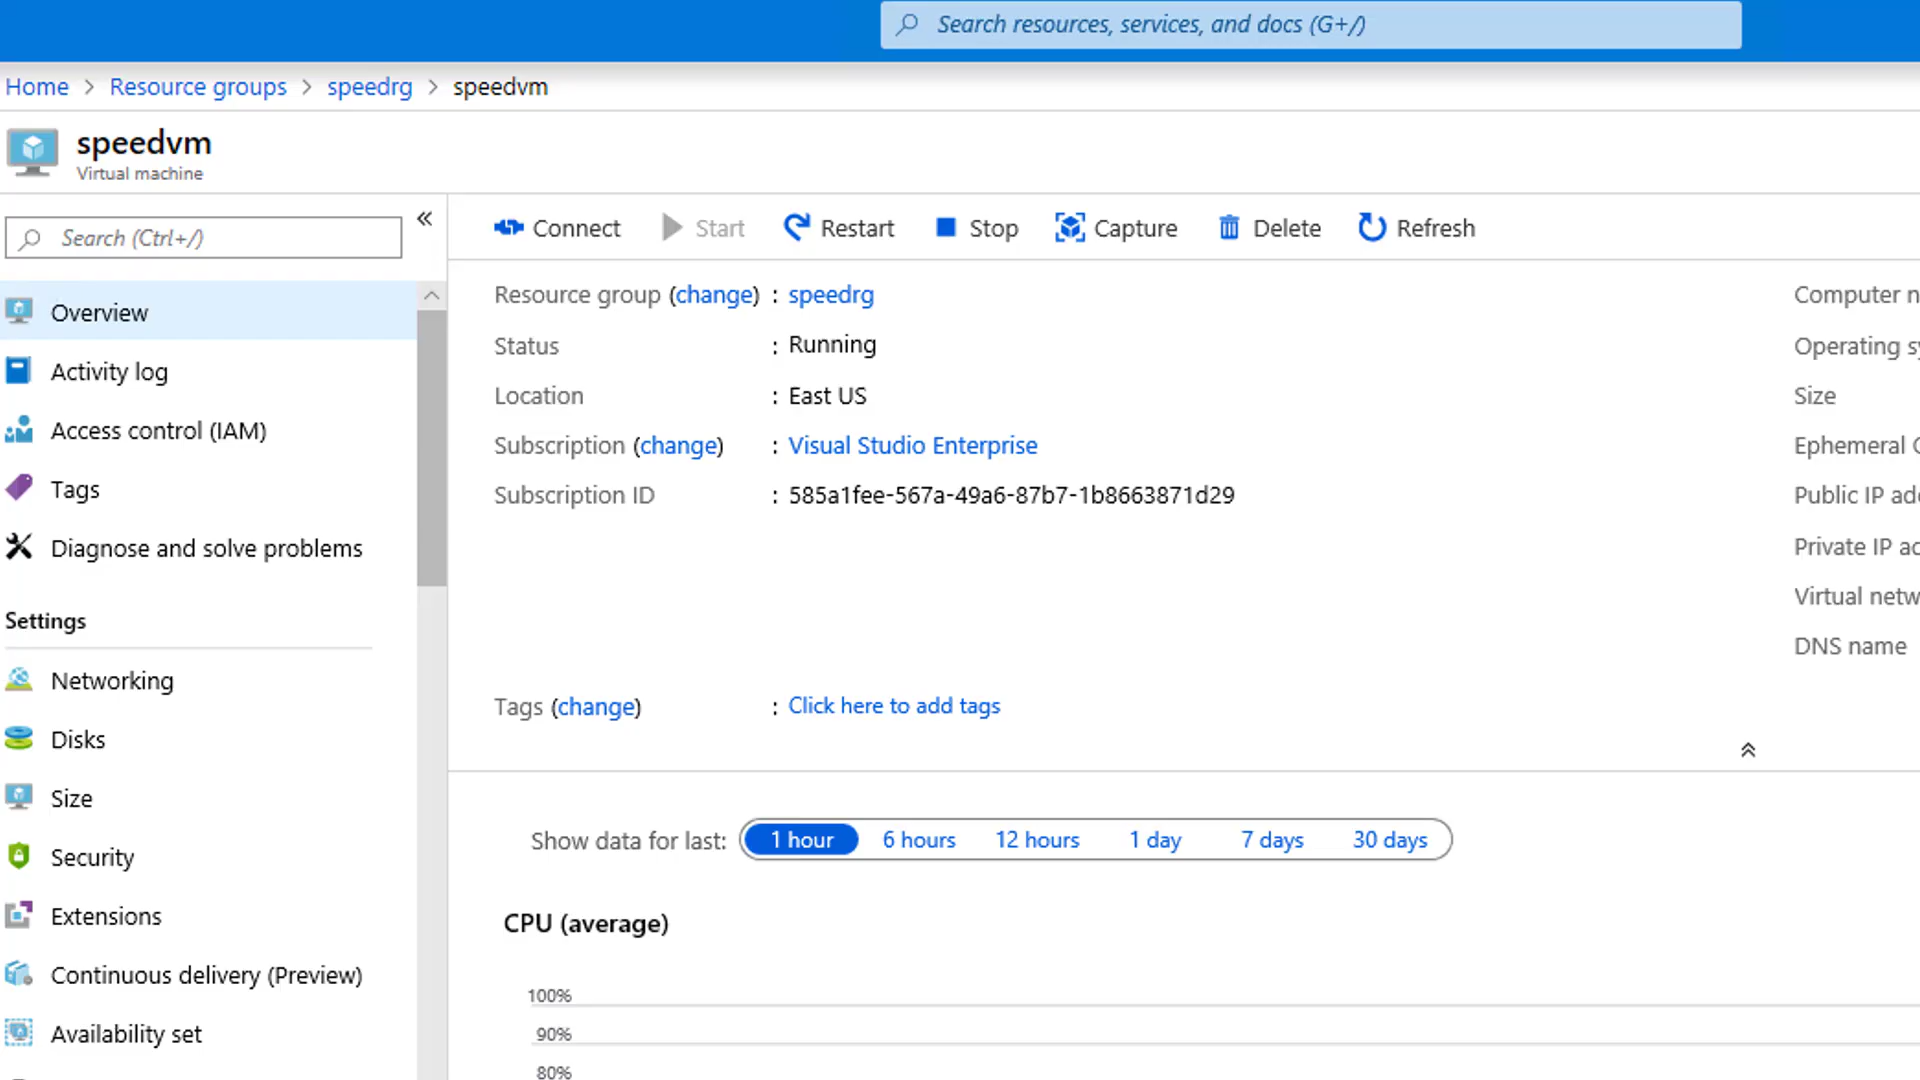 Search resources, services, and docs (G+/)
Home > Resource groups > speedrg > speedvm
speedvm
Virtual machine
Search (Ctrl+/)
«
Connect Start Restart Stop Capture Delete Refresh
Overview
Activity log
Access control (IAM)
Tags
Diagnose and solve problems
Settings
Networking
Disks
Size
Security
Extensions
Continuous delivery (Preview)
Availability set
Resource group (change) : speedrg
Status : Running
Location : East US
Subscription (change) : Visual Studio Enterprise
Subscription ID : 585a1fee-567a-49a6-87b7-1b8663871d29
Tags (change) : Click here to add tags
Computer n
Operating sy
Size
Ephemeral
Public IP add
Private IP ad
Virtual netw
DNS name
Show data for last: 1 hour 6 hours 12 hours 1 day 7 days 30 days
CPU (average)
100%
90%
80%